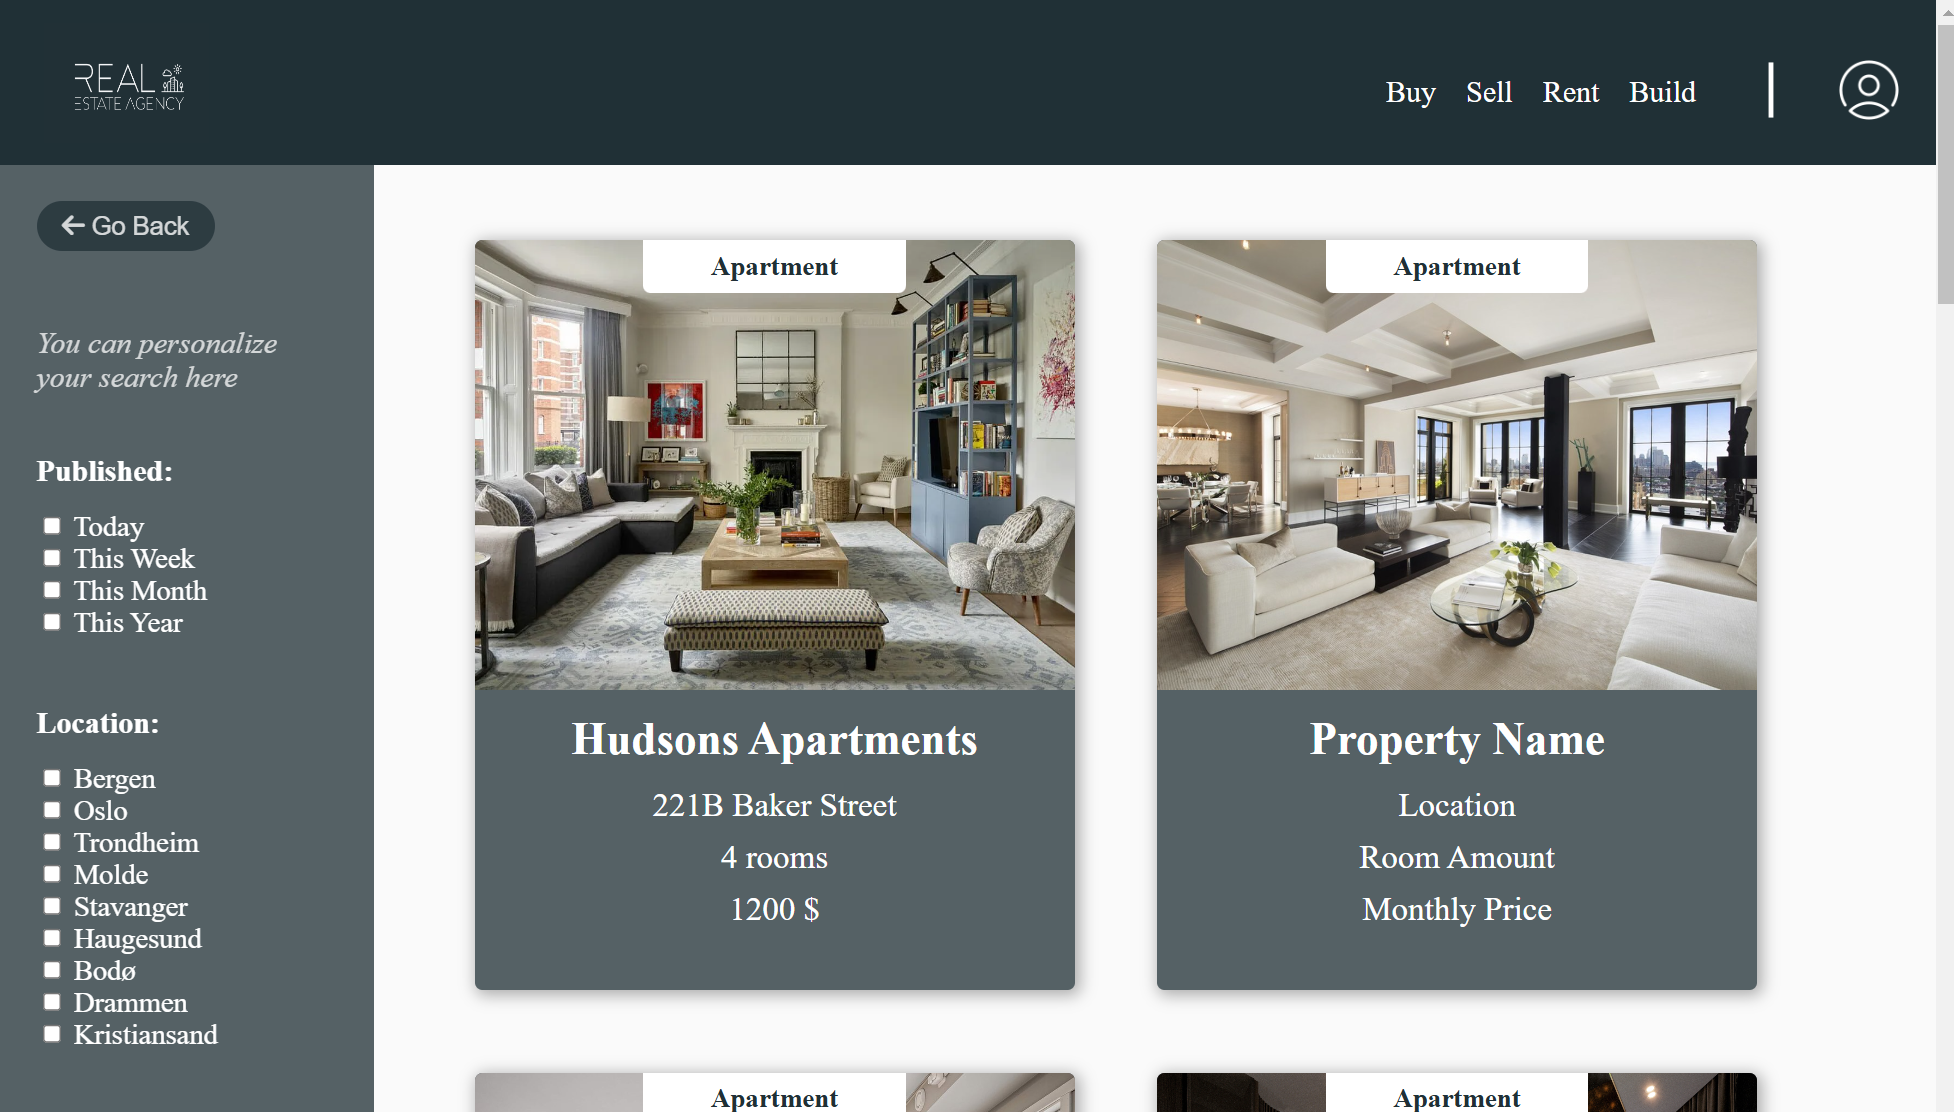 REAL
ESTATE AGENCY
Buy Sell Rent Build
Go Back
You can personalize
your search here
Published:
Today
This Week
This Month
This Year
Location:
Bergen
Oslo
Trondheim
Molde
Stavanger
Haugesund
Bodø
Drammen
Kristiansand
Apartment
Hudsons Apartments
221B Baker Street
4 rooms
1200 $
Apartment
Property Name
Location
Room Amount
Monthly Price
Apartment
Apartment